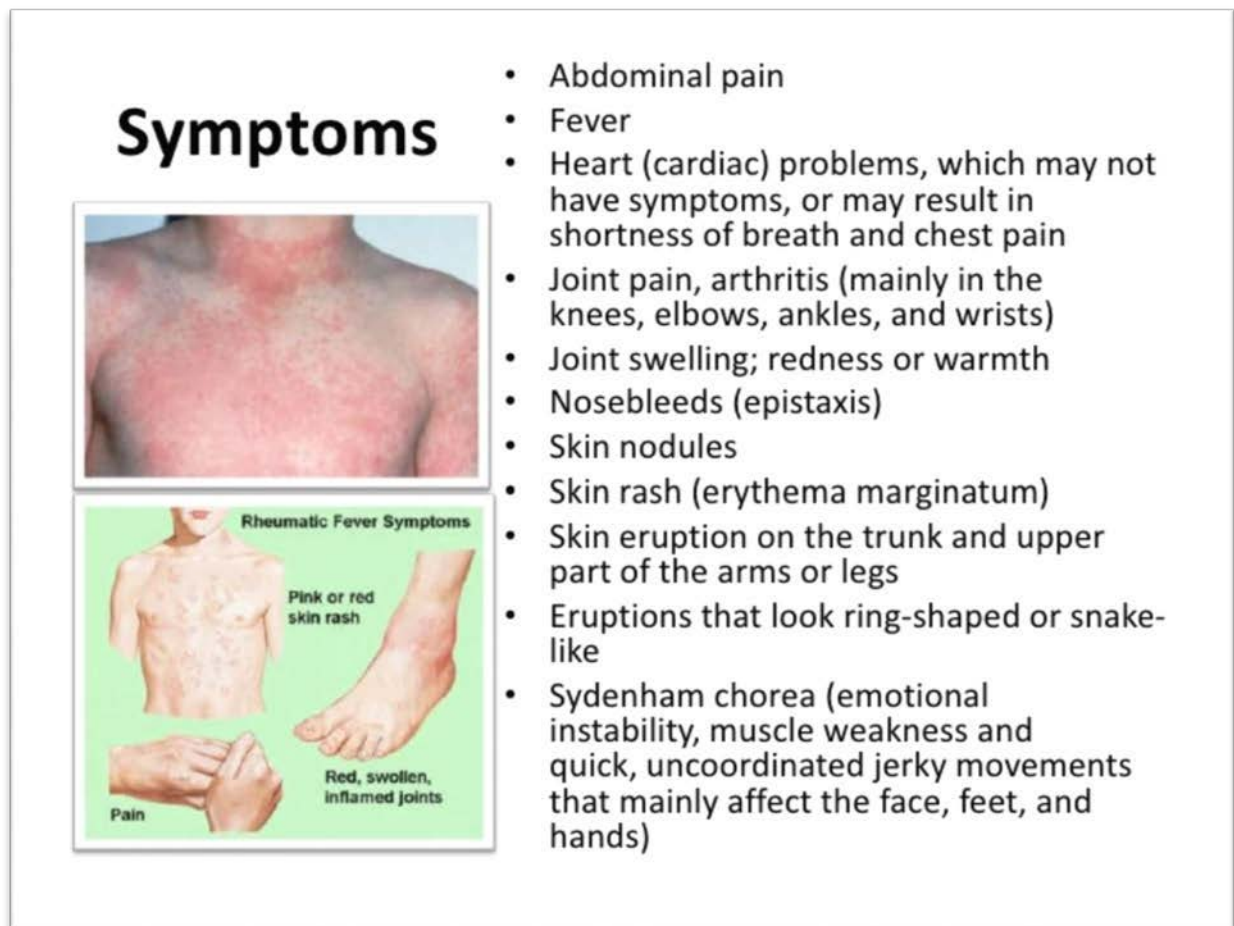 Symptoms
• Abdominal pain
• Fever
• Heart (cardiac) problems, which may not
have symptoms, or may result in
shortness of breath and chest pain
• Joint pain, arthritis (mainly in the
knees, elbows, ankles, and wrists)
• Joint swelling; redness or warmth
• Nosebleeds (epistaxis)
• Skin nodules
• Skin rash (erythema marginatum)
• Skin eruption on the trunk and upper
part of the arms or legs
• Eruptions that look ring-shaped or snake-
like
• Sydenham chorea (emotional
instability, muscle weakness and
quick, uncoordinated jerky movements
that mainly affect the face, feet, and
hands)
Rheumatic Fever Symptoms
Pink or red
skin rash
Red, swollen,
inflamed joints
Pain